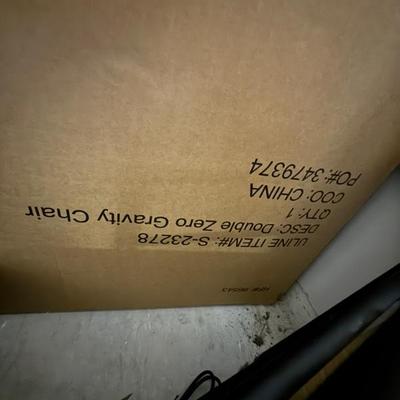 ULINE ITEM#: S-23278
DESC: Double Zero Gravity Chair
QTY: 1
COO: CHINA
PO#: 3479374